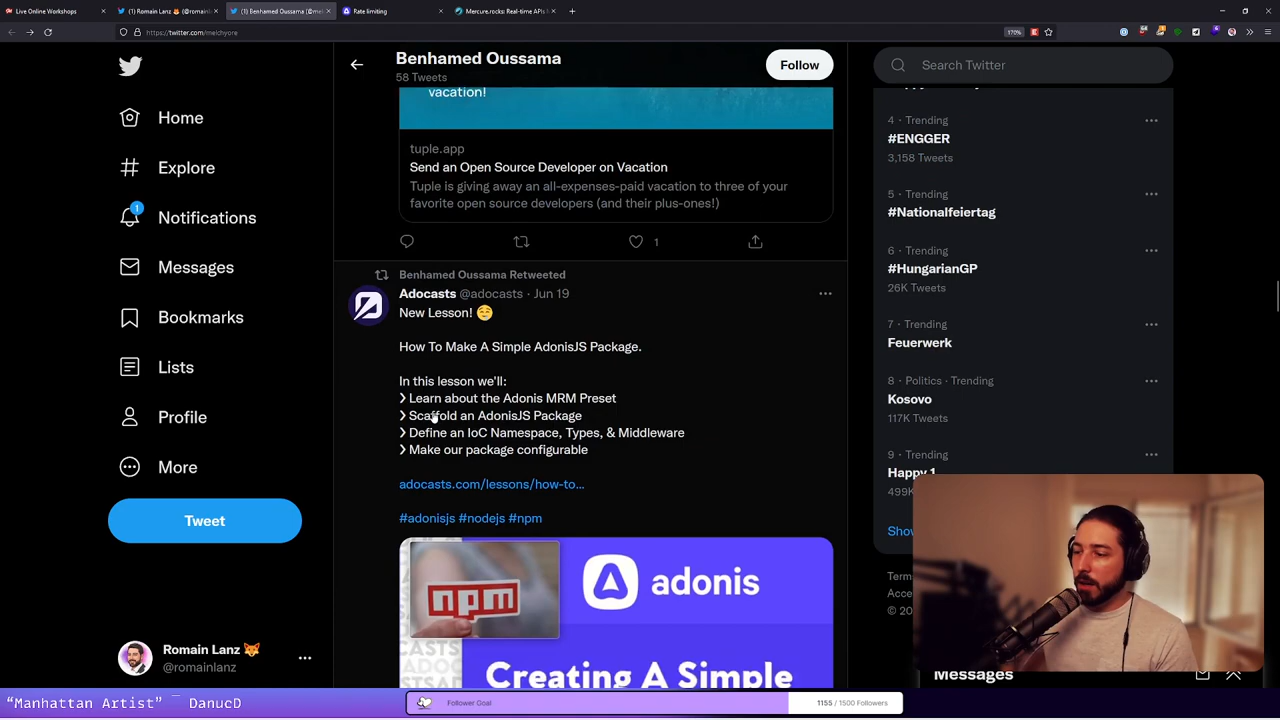 Live Online Workshops
(1) Romain Lanz 🦊 (@romainl
(1) Benhamed Oussama (@mel
Rate limiting
Mercure.rocks: Real-time APIs
https://twitter.com/melchyore
170%
Benhamed Oussama
58 Tweets
Follow
Search Twitter
Home
Explore
1
Notifications
Messages
Bookmarks
Lists
Profile
More
Tweet
Romain Lanz 🦊
@romainlanz
vacation!
tuple.app
Send an Open Source Developer on Vacation
Tuple is giving away an all-expenses-paid vacation to three of your
favorite open source developers (and their plus-ones!)
1
Benhamed Oussama Retweeted
Adocasts @adocasts · Jun 19
New Lesson! ☺️
How To Make A Simple AdonisJS Package.
In this lesson we'll:
❯ Learn about the Adonis MRM Preset
❯ Scaffold an AdonisJS Package
❯ Define an IoC Namespace, Types, & Middleware
❯ Make our package configurable
adocasts.com/lessons/how-to...
#adonisjs #nodejs #npm
npm
adonis
Creating A Simple
4 · Trending
#ENGGER
3,158 Tweets
5 · Trending
#Nationalfeiertag
6 · Trending
#HungarianGP
26K Tweets
7 · Trending
Feuerwerk
8 · Politics · Trending
Kosovo
117K Tweets
9 · Trending
Happy 1
499K
Show
Term
Acce
© 20
Messages
“Manhattan Artist” ¯ DanucD
Follower Goal
1155 / 1500 Followers